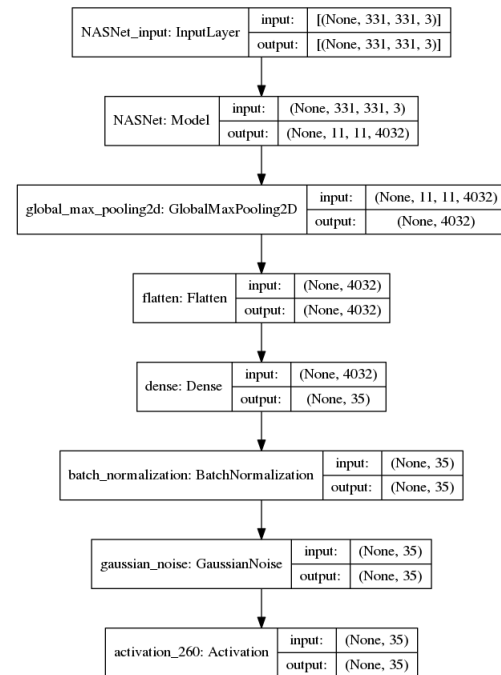 NASNet_input: InputLayer
input: [(None, 331, 331, 3)]
output: [(None, 331, 331, 3)]
NASNet: Model
input: (None, 331, 331, 3)
output: (None, 11, 11, 4032)
global_max_pooling2d: GlobalMaxPooling2D
input: (None, 11, 11, 4032)
output: (None, 4032)
flatten: Flatten
input: (None, 4032)
output: (None, 4032)
dense: Dense
input: (None, 4032)
output: (None, 35)
batch_normalization: BatchNormalization
input: (None, 35)
output: (None, 35)
gaussian_noise: GaussianNoise
input: (None, 35)
output: (None, 35)
activation_260: Activation
input: (None, 35)
output: (None, 35)